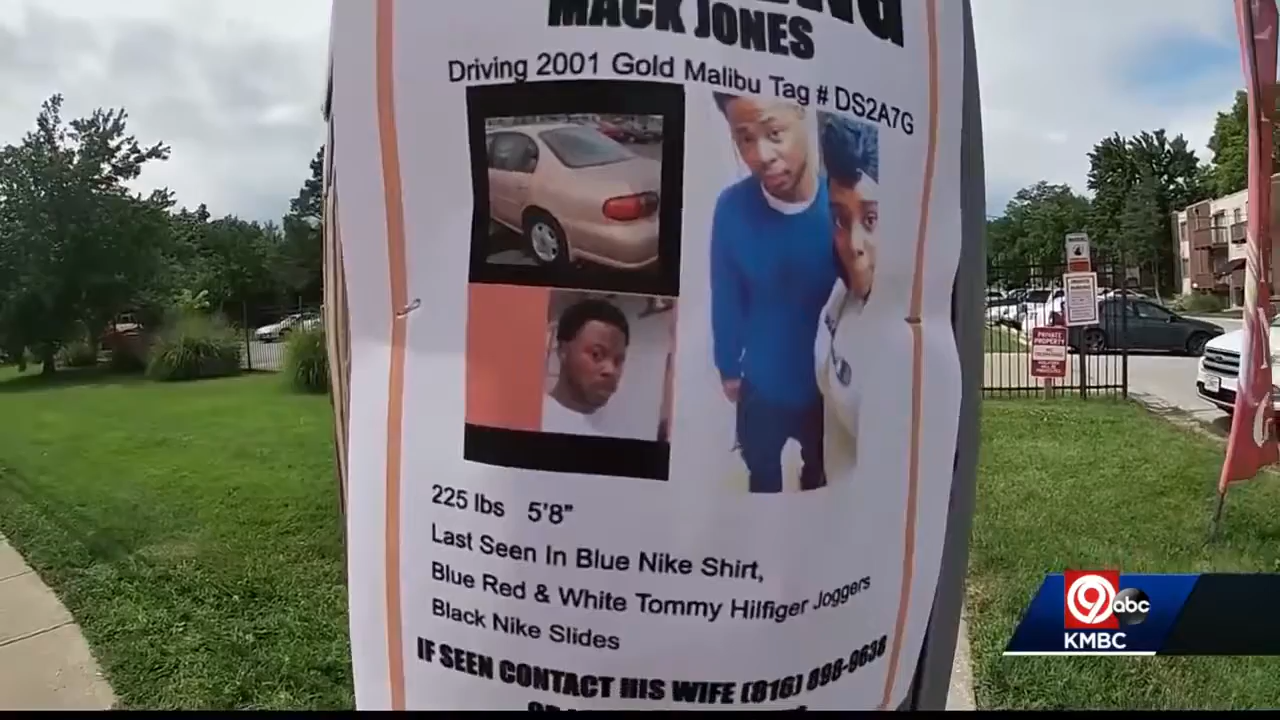 MACK JONES
Driving 2001 Gold Malibu Tag # DS2A7G
225 lbs 5'8"
Last Seen In Blue Nike Shirt,
Blue Red & White Tommy Hilfiger Joggers
Black Nike Slides
IF SEEN CONTACT HIS WIFE (816) 898-9638
PRIVATE
PROPERTY
9 abc
KMBC